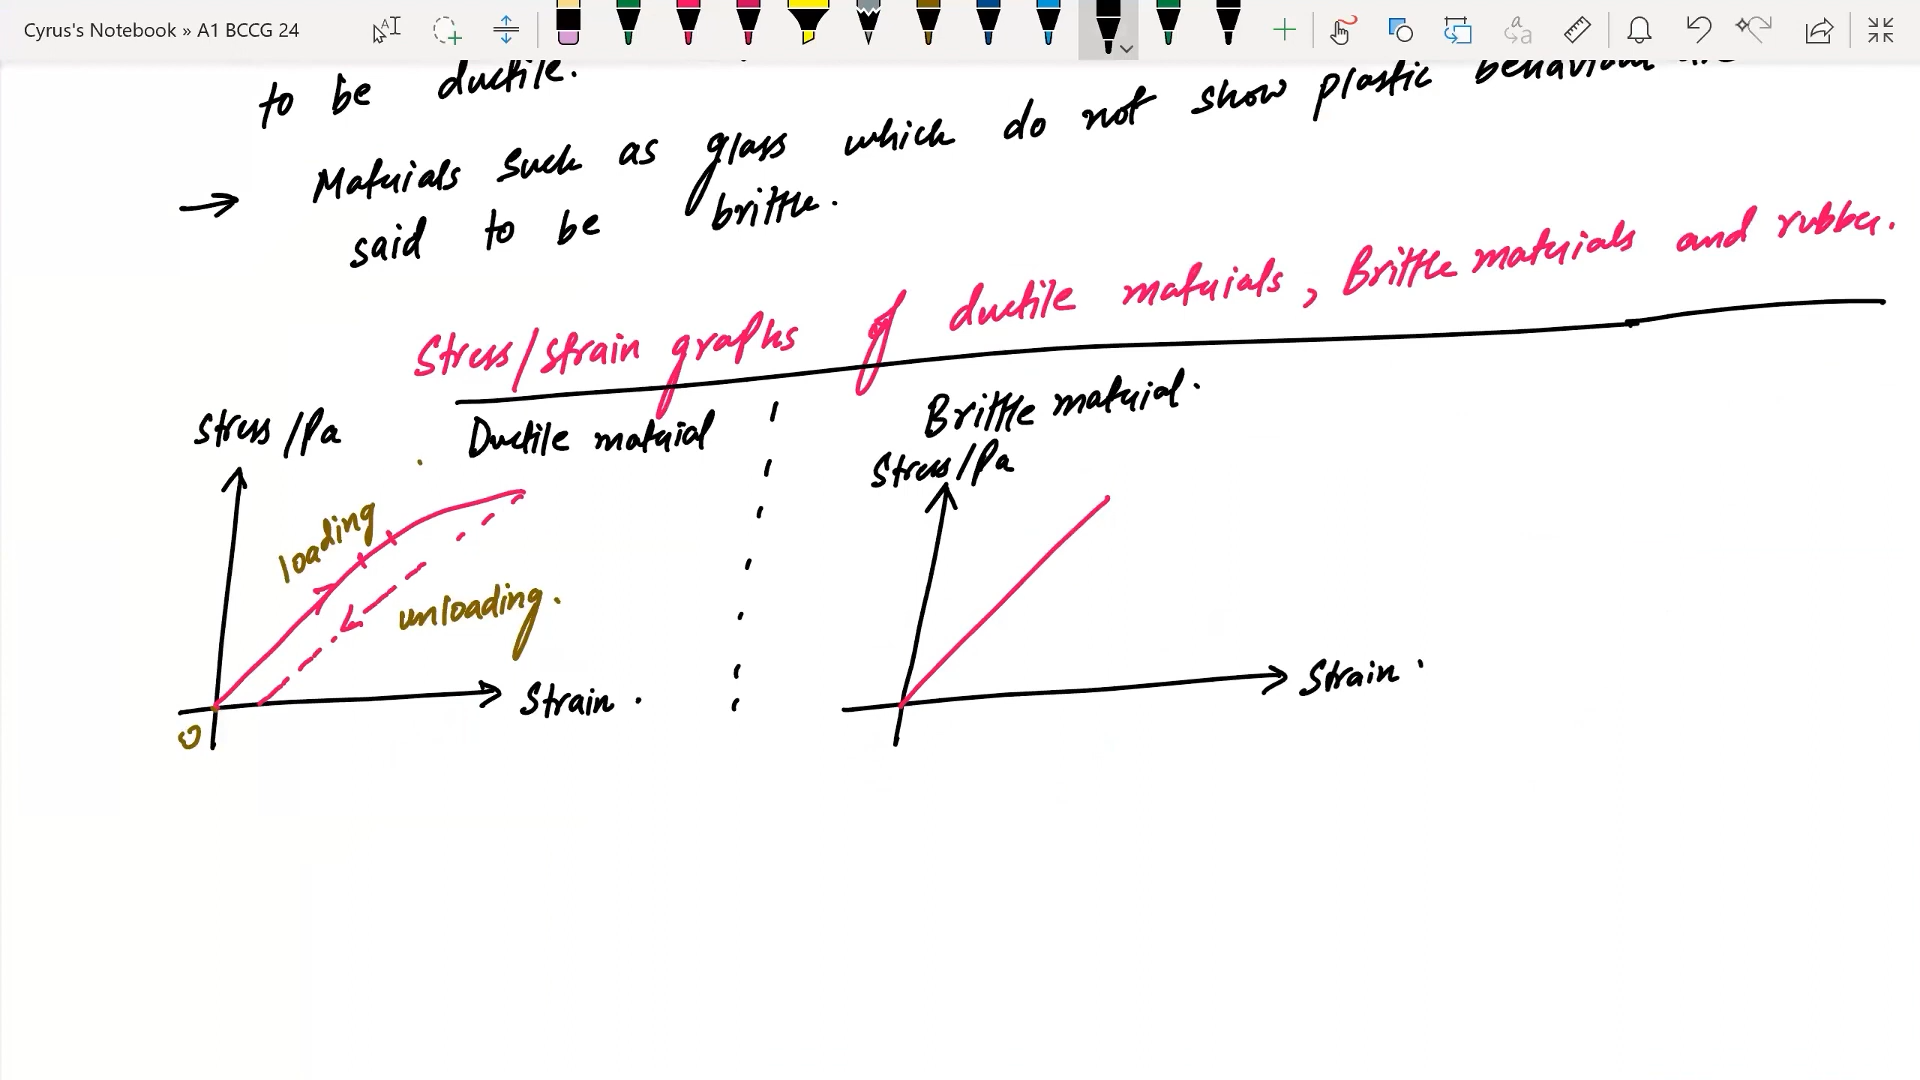 Cyrus's Notebook » A1 BCCG 24
to be ductile.
→ Materials such as glass which do not show plastic behaviour are
said to be brittle.
Stress/strain graphs of ductile materials, Brittle materials and rubber.
Stress/Pa
Ductile material
loading
unloading.
Strain.
O
Brittle material.
Stress/Pa
Strain.